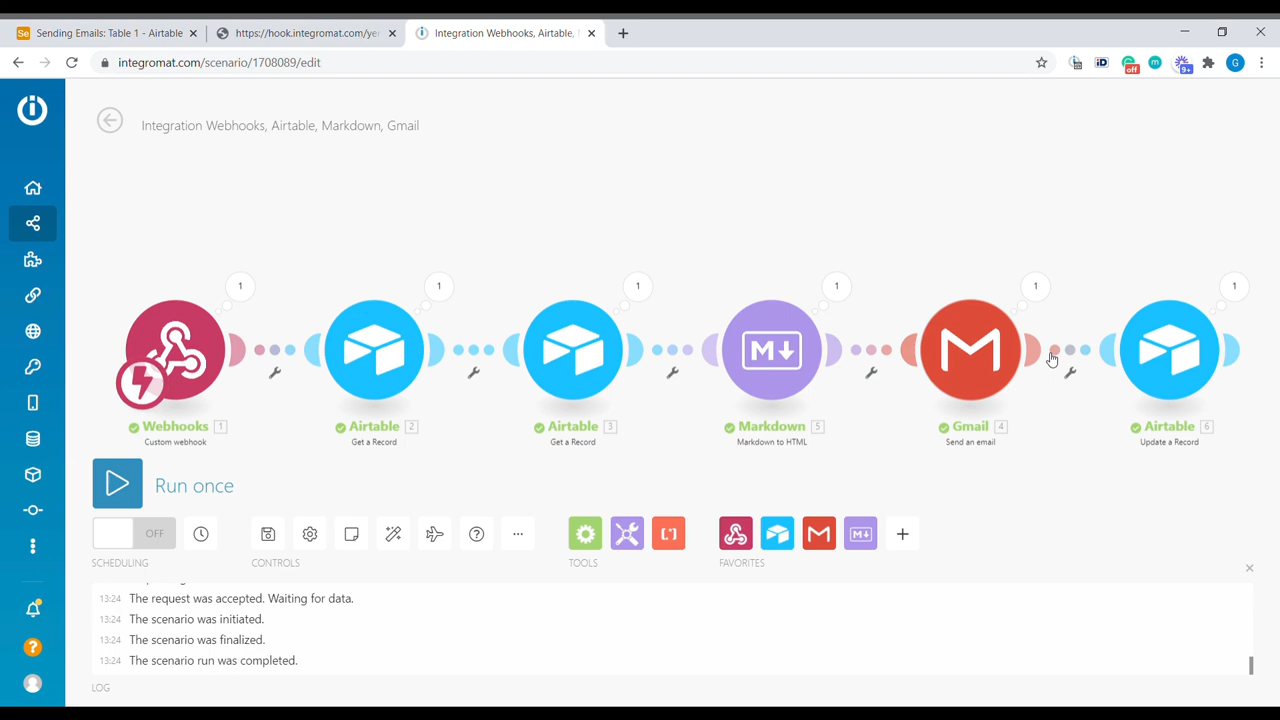 Sending Emails: Table 1 - Airtable
https://hook.integromat.com/ye
Integration Webhooks, Airtable,
integromat.com/scenario/1708089/edit
off
9+
G
Integration Webhooks, Airtable, Markdown, Gmail
1 1 1 1 1 1
Webhooks 1 Airtable 2 Airtable 3 Markdown 5 Gmail 4 Airtable 6
Custom webhook Get a Record Get a Record Markdown to HTML Send an email Update a Record
Run once
OFF
SCHEDULING CONTROLS TOOLS FAVORITES
13:24 The request was accepted. Waiting for data.
13:24 The scenario was initiated.
13:24 The scenario was finalized.
13:24 The scenario run was completed.
LOG